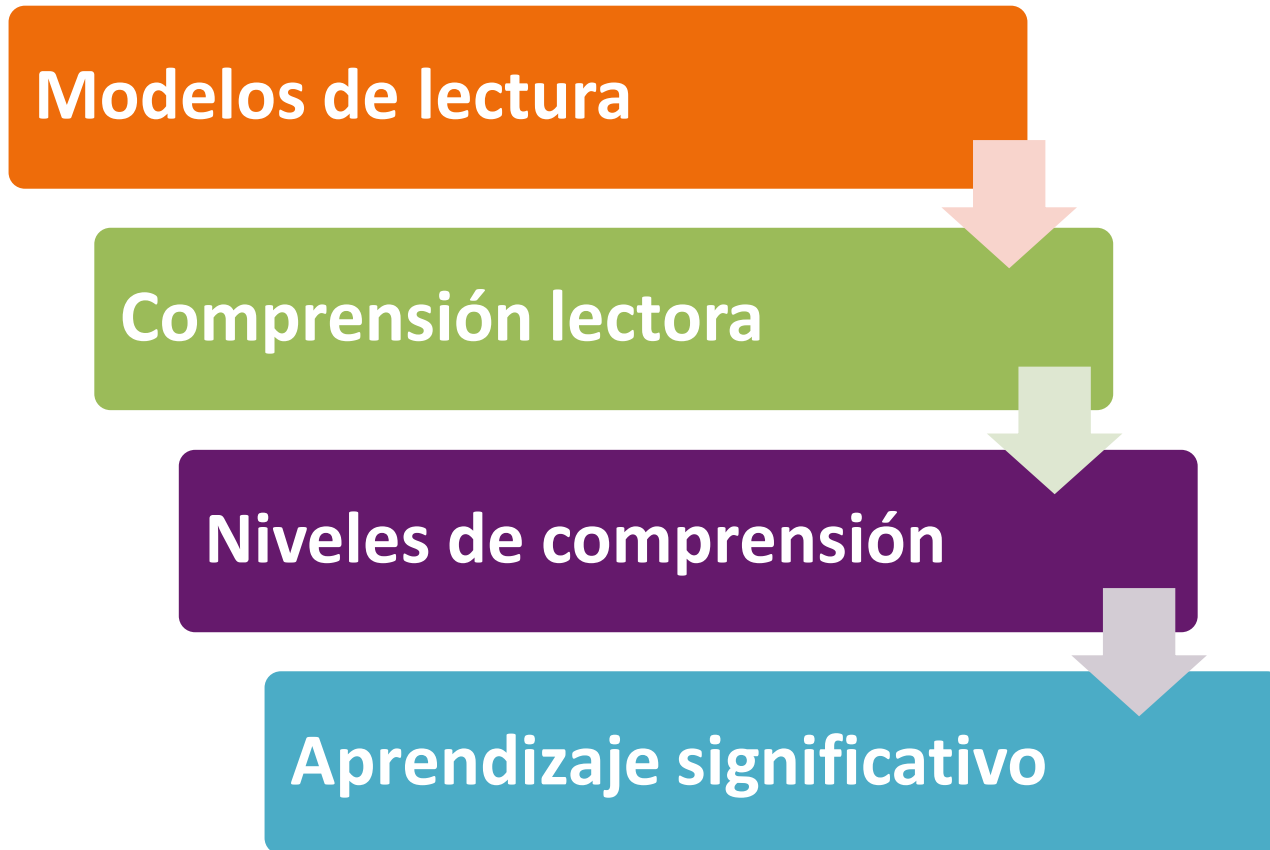 Modelos de lectura
Comprensión lectora
Niveles de comprensión
Aprendizaje significativo